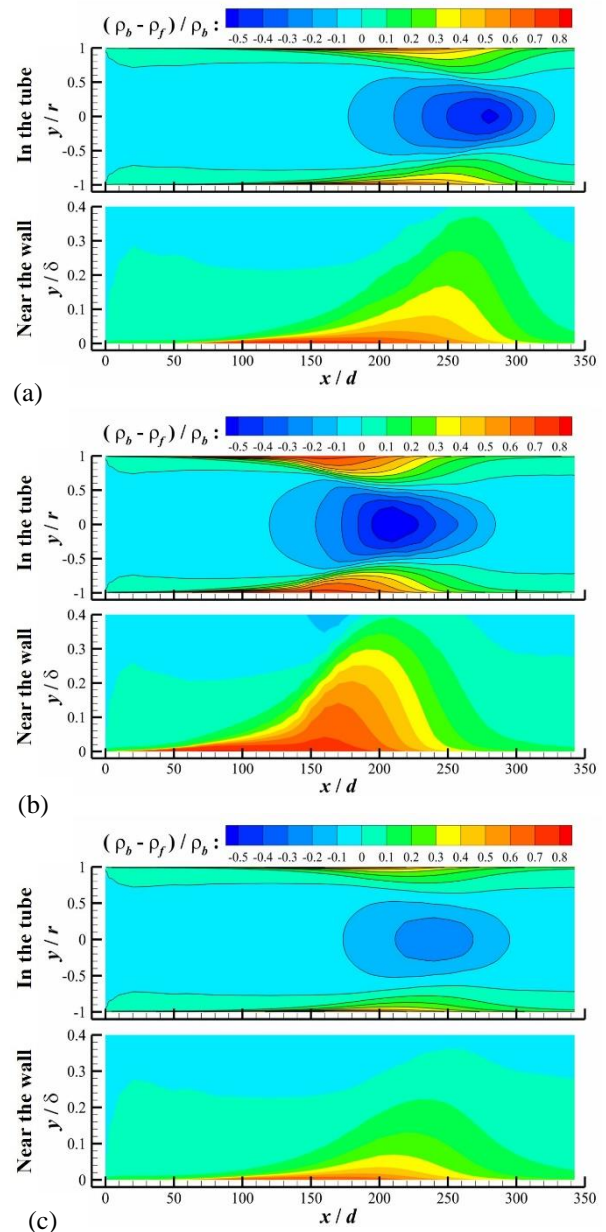 ( ρb - ρf ) / ρb :
-0.5 -0.4 -0.3 -0.2 -0.1 0 0.1 0.2 0.3 0.4 0.5 0.6 0.7 0.8
In the tube
y / r
1
0.5
0
-0.5
-1
Near the wall
y / δ
0.4
0.3
0.2
0.1
0
0 50 100 150 200 250 300 350
x / d
(a)
( ρb - ρf ) / ρb :
-0.5 -0.4 -0.3 -0.2 -0.1 0 0.1 0.2 0.3 0.4 0.5 0.6 0.7 0.8
In the tube
y / r
1
0.5
0
-0.5
-1
Near the wall
y / δ
0.4
0.3
0.2
0.1
0
0 50 100 150 200 250 300 350
x / d
(b)
( ρb - ρf ) / ρb :
-0.5 -0.4 -0.3 -0.2 -0.1 0 0.1 0.2 0.3 0.4 0.5 0.6 0.7 0.8
In the tube
y / r
1
0.5
0
-0.5
-1
Near the wall
y / δ
0.4
0.3
0.2
0.1
0
0 50 100 150 200 250 300 350
x / d
(c)